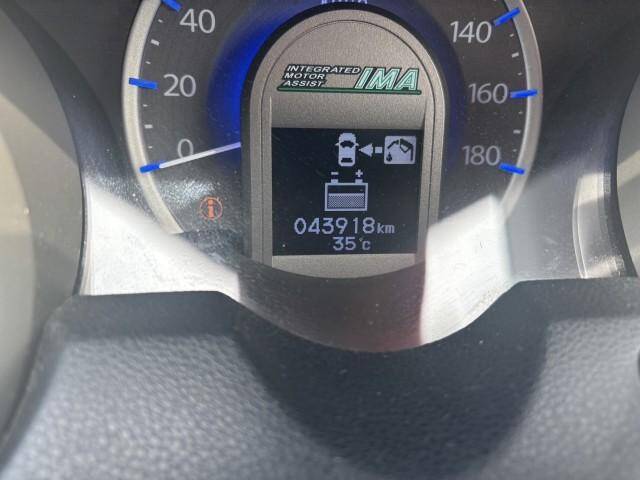 40
20
0
140
160
180
INTEGRATED
MOTOR
ASSIST
IMA
- +
043918km
35°C
i